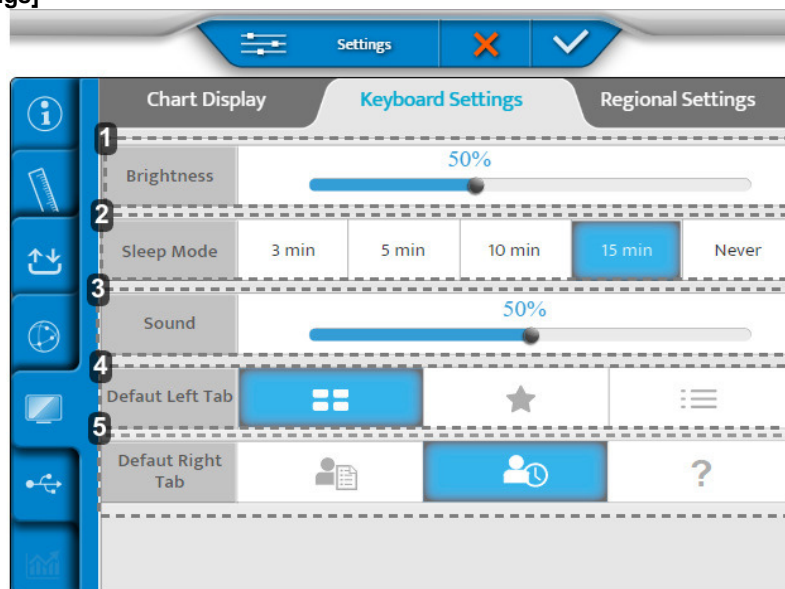 Settings
Chart Display Keyboard Settings Regional Settings
1
Brightness 50%
2
Sleep Mode 3 min 5 min 10 min 15 min Never
3
Sound 50%
4
Defaut Left Tab
5
Defaut Right
Tab ?